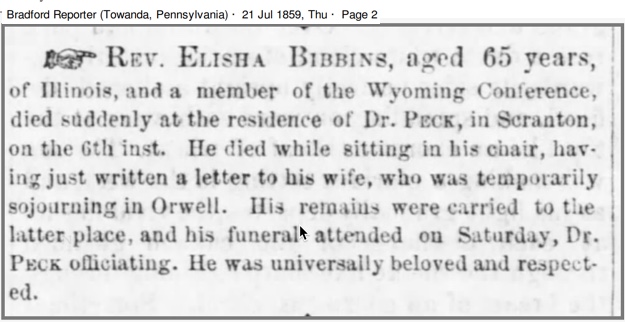 Bradford Reporter (Towanda, Pennsylvania) · 21 Jul 1859, Thu · Page 2
☞ REV. ELISHA BIBBINS, aged 65 years,
of Illinois, and a member of the Wyoming Conference,
died suddenly at the residence of Dr. PECK, in Scranton,
on the 6th inst. He died while sitting in his chair, hav-
ing just written a letter to his wife, who was temporarily
sojourning in Orwell. His remains were carried to the
latter place, and his funeral attended on Saturday, Dr.
PECK officiating. He was universally beloved and respect-
ed.